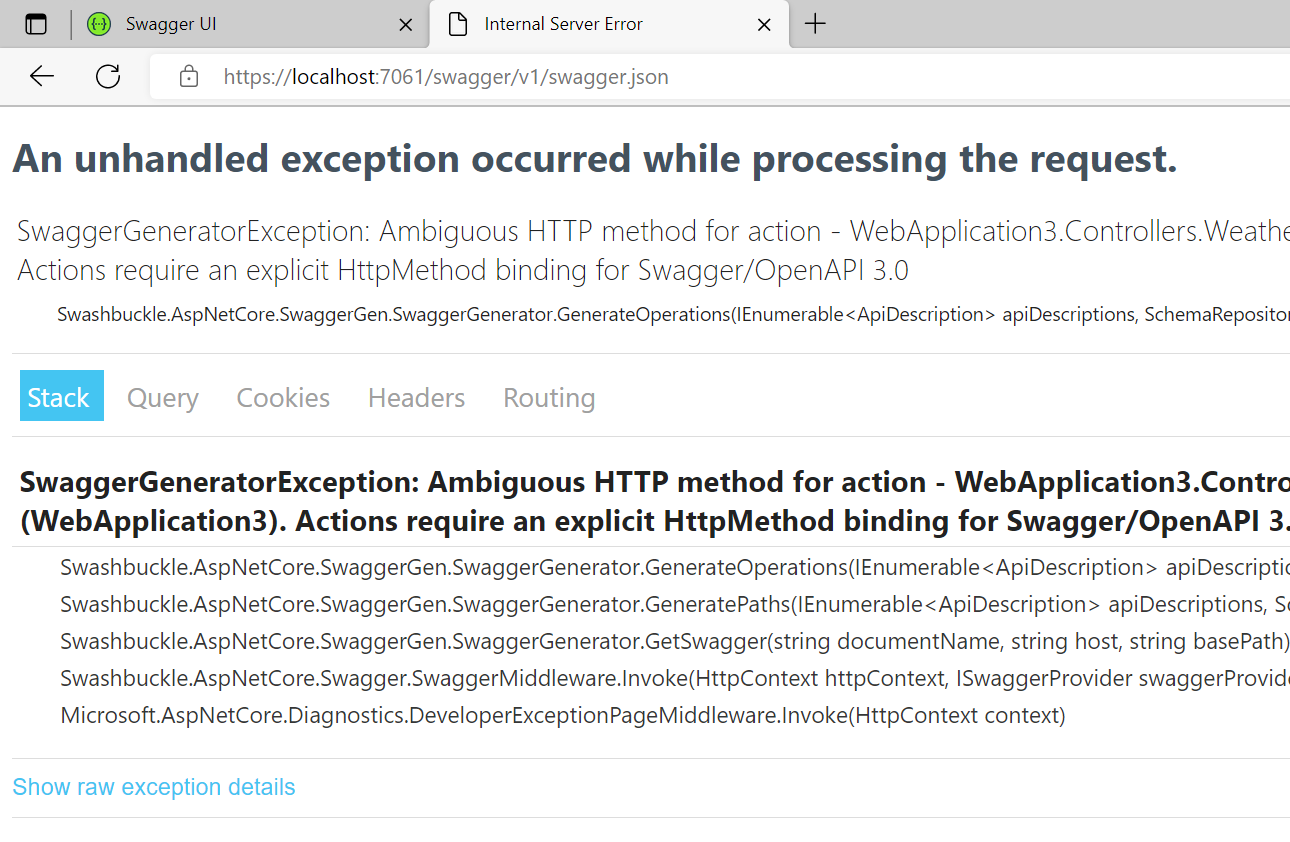 Swagger UI
Internal Server Error
https://localhost:7061/swagger/v1/swagger.json
An unhandled exception occurred while processing the request.
SwaggerGeneratorException: Ambiguous HTTP method for action - WebApplication3.Controllers.Weathe
Actions require an explicit HttpMethod binding for Swagger/OpenAPI 3.0
Swashbuckle.AspNetCore.SwaggerGen.SwaggerGenerator.GenerateOperations(IEnumerable<ApiDescription> apiDescriptions, SchemaRepositor
Stack Query Cookies Headers Routing
SwaggerGeneratorException: Ambiguous HTTP method for action - WebApplication3.Contro
(WebApplication3). Actions require an explicit HttpMethod binding for Swagger/OpenAPI 3.
Swashbuckle.AspNetCore.SwaggerGen.SwaggerGenerator.GenerateOperations(IEnumerable<ApiDescription> apiDescriptio
Swashbuckle.AspNetCore.SwaggerGen.SwaggerGenerator.GeneratePaths(IEnumerable<ApiDescription> apiDescriptions, Sc
Swashbuckle.AspNetCore.SwaggerGen.SwaggerGenerator.GetSwagger(string documentName, string host, string basePath)
Swashbuckle.AspNetCore.Swagger.SwaggerMiddleware.Invoke(HttpContext httpContext, ISwaggerProvider swaggerProvide
Microsoft.AspNetCore.Diagnostics.DeveloperExceptionPageMiddleware.Invoke(HttpContext context)
Show raw exception details